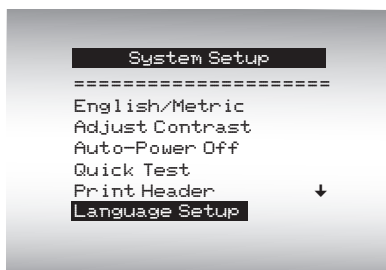 System Setup
======================
English/Metric
Adjust Contrast
Auto-Power Off
Quick Test
Print Header ↓
Language Setup